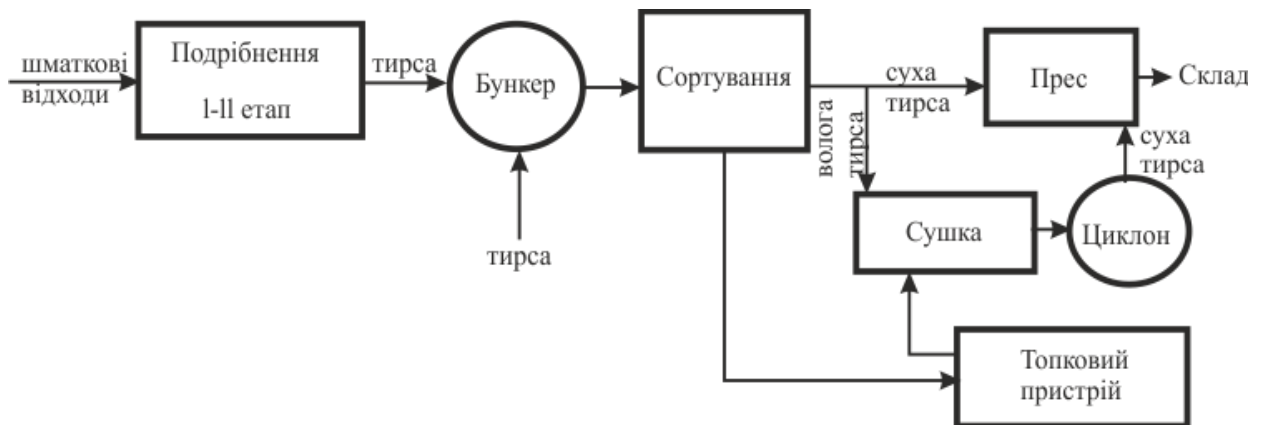 шматкові
відходи
Подрібнення
I-II етап
тирса
Бункер
тирса
Сортування
суха
тирса
волога
тирса
Прес
Склад
суха
тирса
Сушка
Циклон
Топковий
пристрій